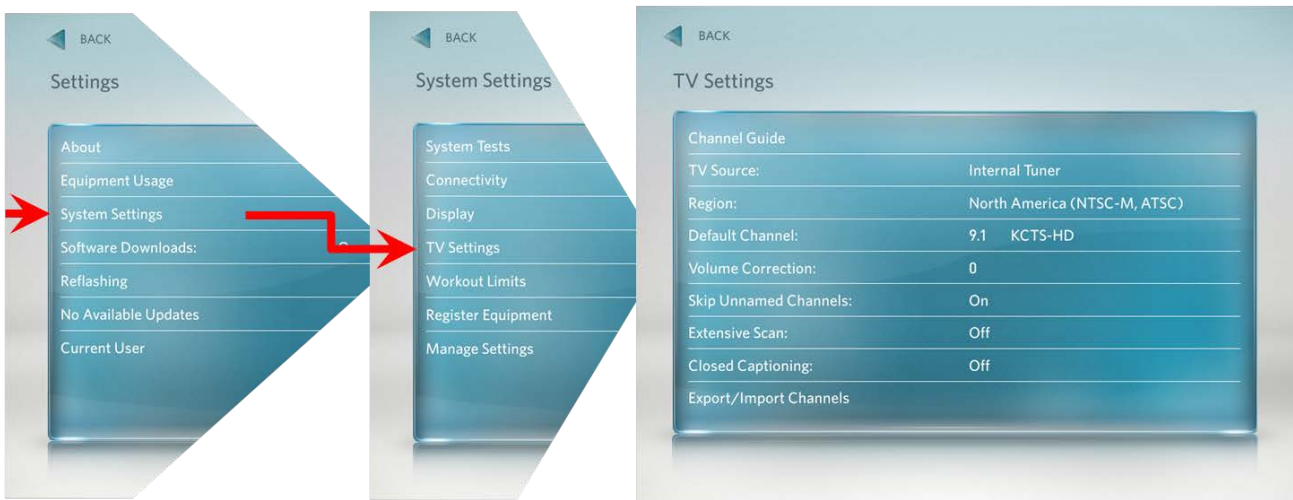 BACK
Settings
About
Equipment Usage
System Settings
Software Downloads:
Reflashing
No Available Updates
Current User
BACK
System Settings
System Tests
Connectivity
Display
TV Settings
Workout Limits
Register Equipment
Manage Settings
BACK
TV Settings
Channel Guide
TV Source: Internal Tuner
Region: North America (NTSC-M, ATSC)
Default Channel: 9.1 KCTS-HD
Volume Correction: 0
Skip Unnamed Channels: On
Extensive Scan: Off
Closed Captioning: Off
Export/Import Channels